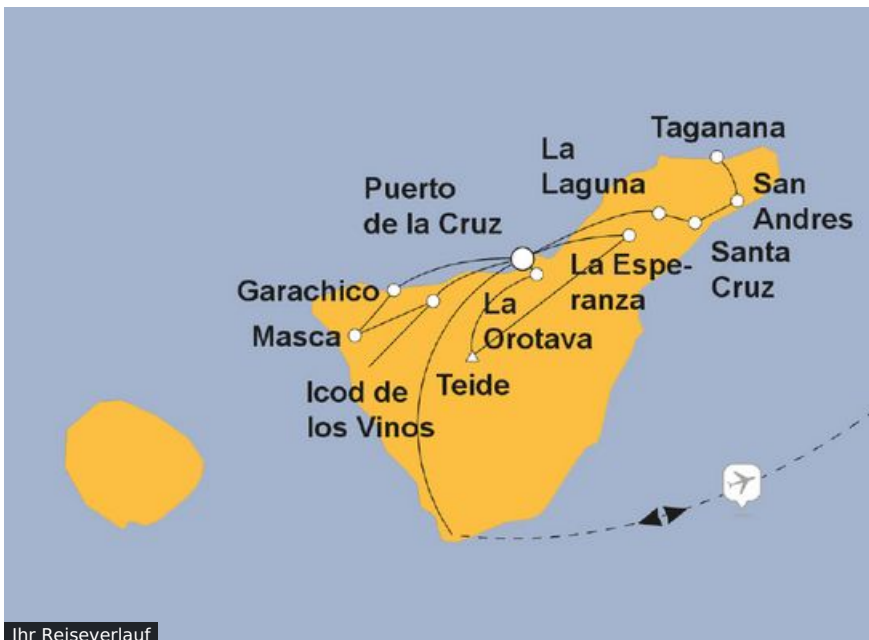 Taganana
La
Laguna
San
Andres
Puerto
de la Cruz
Santa
Cruz
La Espe-
ranza
Garachico
La
Orotava
Masca
Icod de
los Vinos
Teide
Ihr Reiseverlauf